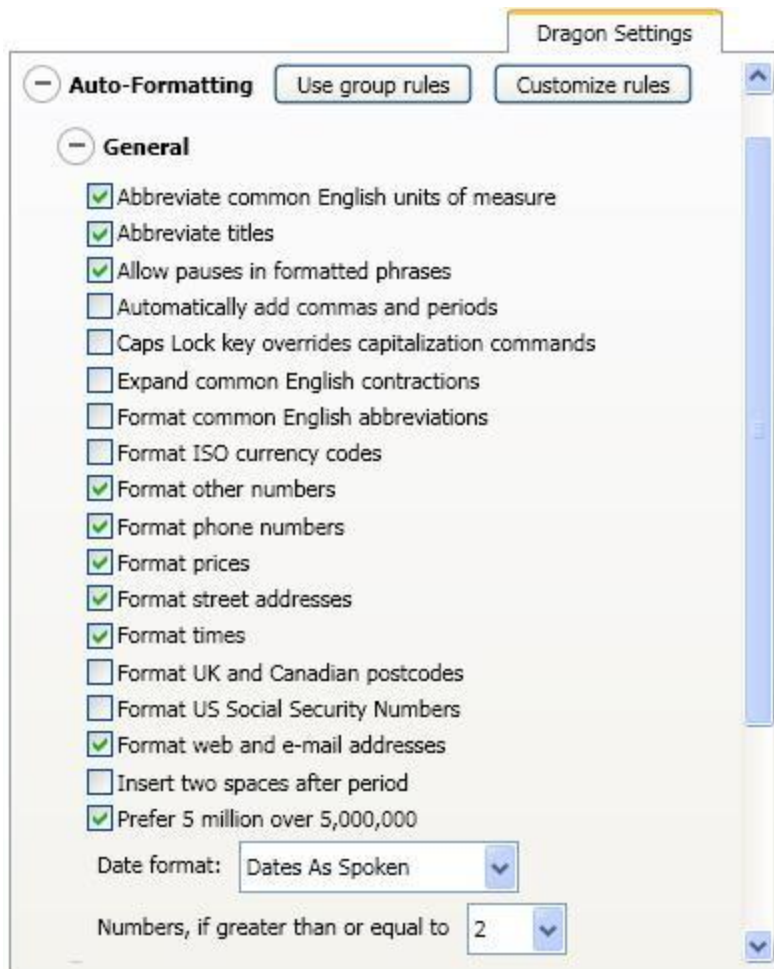 Dragon Settings
Auto-Formatting Use group rules Customize rules
General
Abbreviate common English units of measure
Abbreviate titles
Allow pauses in formatted phrases
Automatically add commas and periods
Caps Lock key overrides capitalization commands
Expand common English contractions
Format common English abbreviations
Format ISO currency codes
Format other numbers
Format phone numbers
Format prices
Format street addresses
Format times
Format UK and Canadian postcodes
Format US Social Security Numbers
Format web and e-mail addresses
Insert two spaces after period
Prefer 5 million over 5,000,000
Date format: Dates As Spoken
Numbers, if greater than or equal to 2